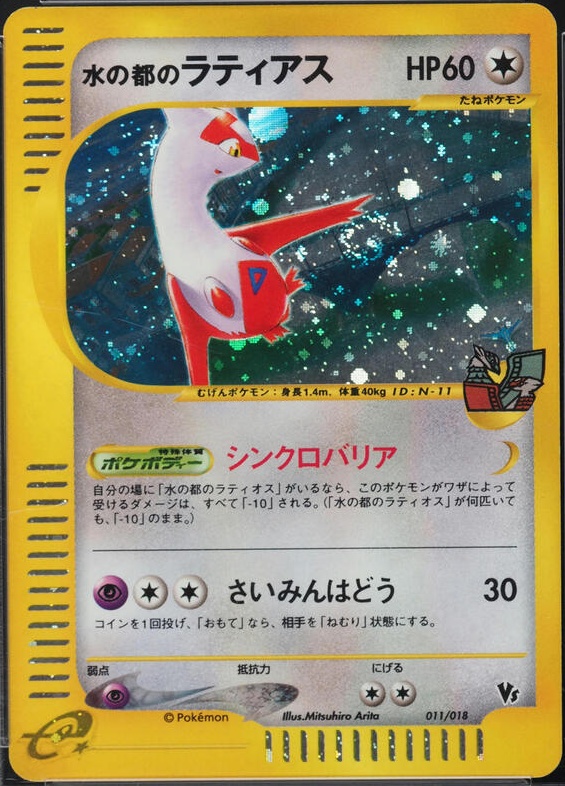 水の都のラティアス HP60
たねポケモン
むげんポケモン：身長1.4m、体重40kg ID:N-11
特殊体質
ポケボディー シンクロバリア
自分の場に「水の都のラティオス」がいるなら、このポケモンがワザによって
受けるダメージは、すべて「-10」される。（「水の都のラティオス」が何匹いて
も、「-10」のまま。）
さいみんはどう 30
コインを1回投げ、「おもて」なら、相手を「ねむり」状態にする。
弱点 抵抗力 にげる
© Pokémon Illus.Mitsuhiro Arita 011/018
Vs
e